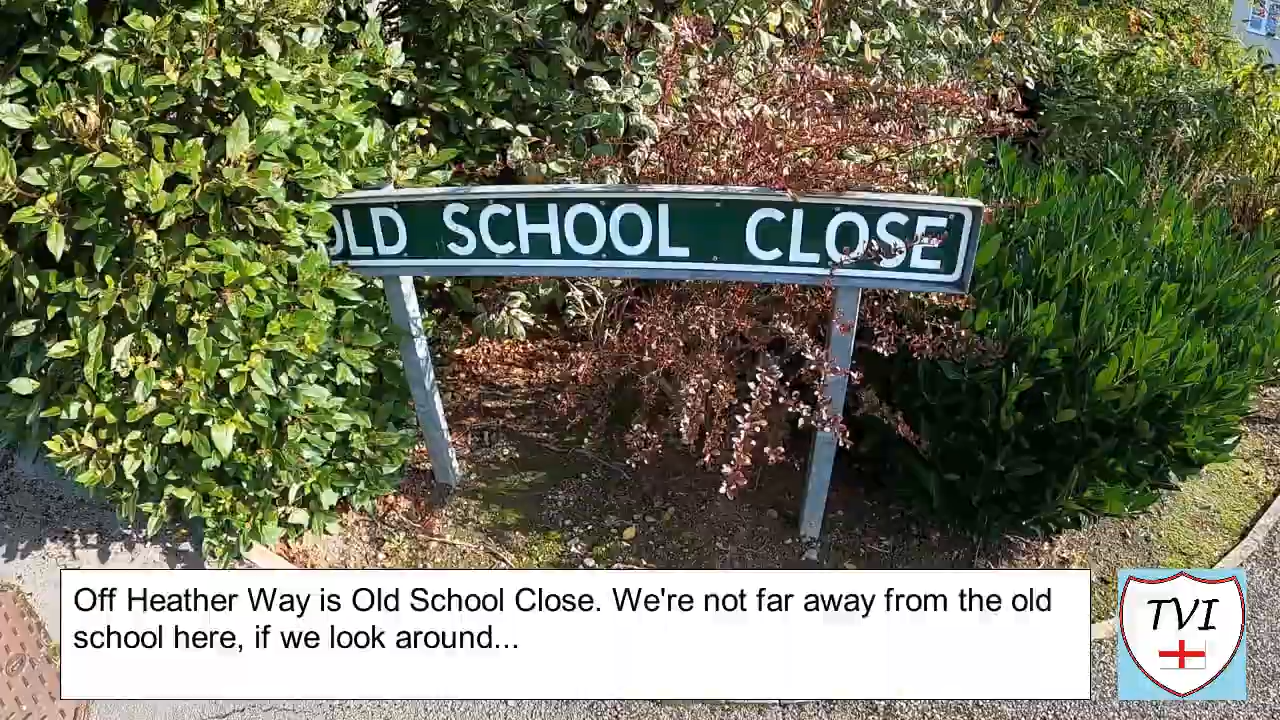 OLD SCHOOL CLOSE
Off Heather Way is Old School Close. We're not far away from the old
school here, if we look around...
TVI